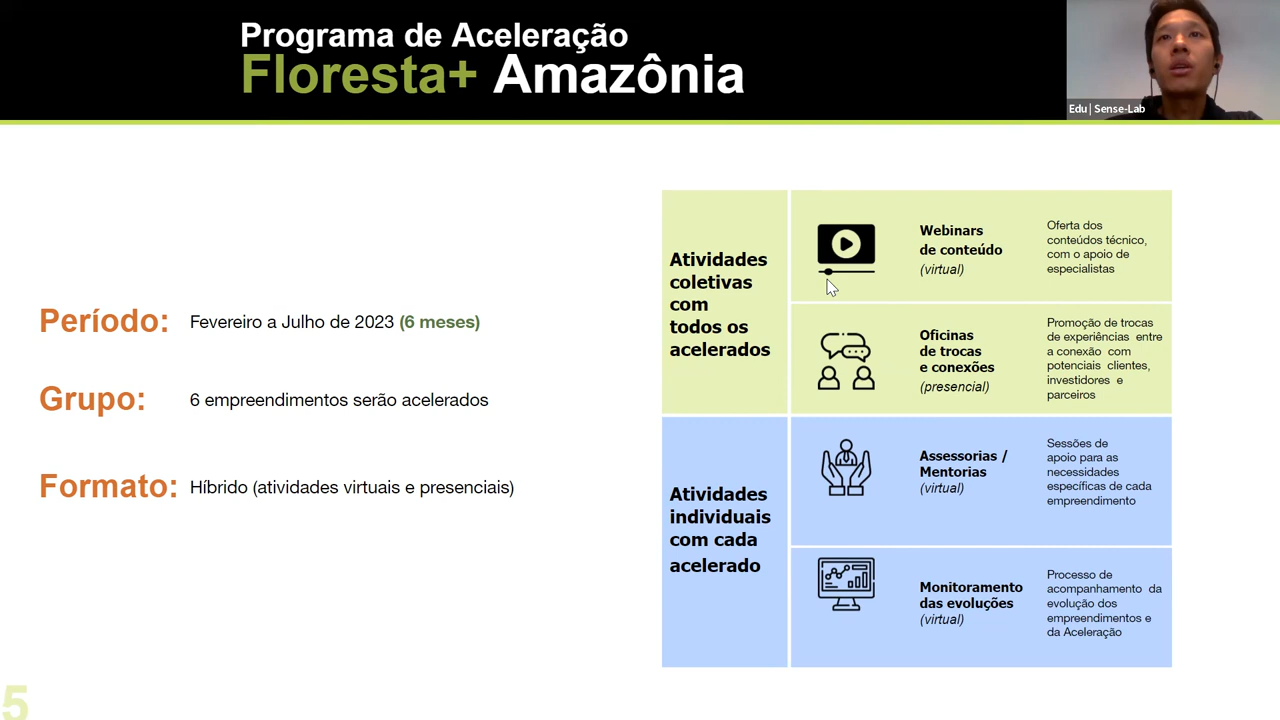 Programa de Aceleração
Floresta+ Amazônia
Edu | Sense-Lab
Período: Fevereiro a Julho de 2023 (6 meses)
Grupo: 6 empreendimentos serão acelerados
Formato: Híbrido (atividades virtuais e presenciais)
Atividades
coletivas
com
todos os
acelerados
Webinars
de conteúdo
(virtual)
Oferta dos
conteúdos técnico,
com o apoio de
especialistas
Oficinas
de trocas
e conexões
(presencial)
Promoção de trocas
de experiências entre
a conexão com
potenciais clientes,
investidores e
parceiros
Atividades
individuais
com cada
acelerado
Assessorias /
Mentorias
(virtual)
Sessões de
apoio para as
necessidades
específicas de cada
empreendimento
Monitoramento
das evoluções
(virtual)
Processo de
acompanhamento da
evolução dos
empreendimentos e
da Aceleração
5